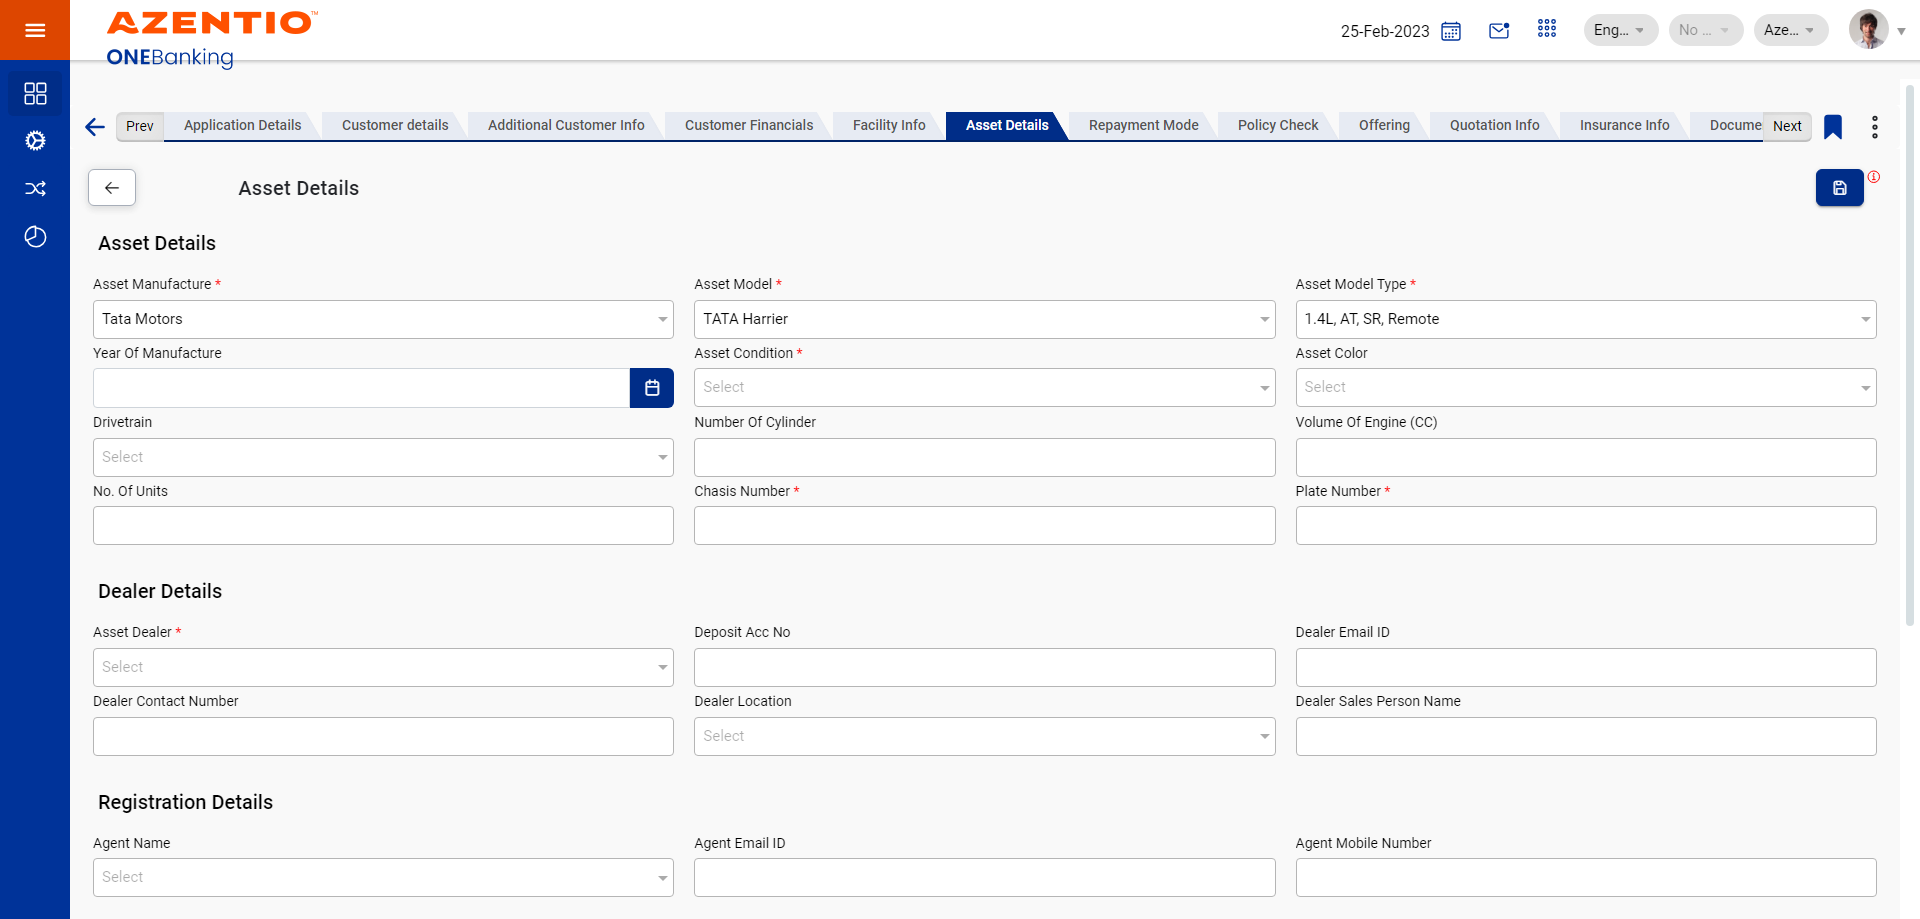 AZENTIO™
ONEBanking
25-Feb-2023
Eng...
No ...
Aze...
Prev
Application Details
Customer details
Additional Customer Info
Customer Financials
Facility Info
Asset Details
Repayment Mode
Policy Check
Offering
Quotation Info
Insurance Info
Docume
Next
Asset Details
Asset Details
Asset Manufacture *
Asset Model *
Asset Model Type *
Tata Motors
TATA Harrier
1.4L, AT, SR, Remote
Year Of Manufacture
Asset Condition *
Asset Color
Select
Select
Drivetrain
Number Of Cylinder
Volume Of Engine (CC)
Select
No. Of Units
Chasis Number *
Plate Number *
Dealer Details
Asset Dealer *
Deposit Acc No
Dealer Email ID
Select
Dealer Contact Number
Dealer Location
Dealer Sales Person Name
Select
Registration Details
Agent Name
Agent Email ID
Agent Mobile Number
Select